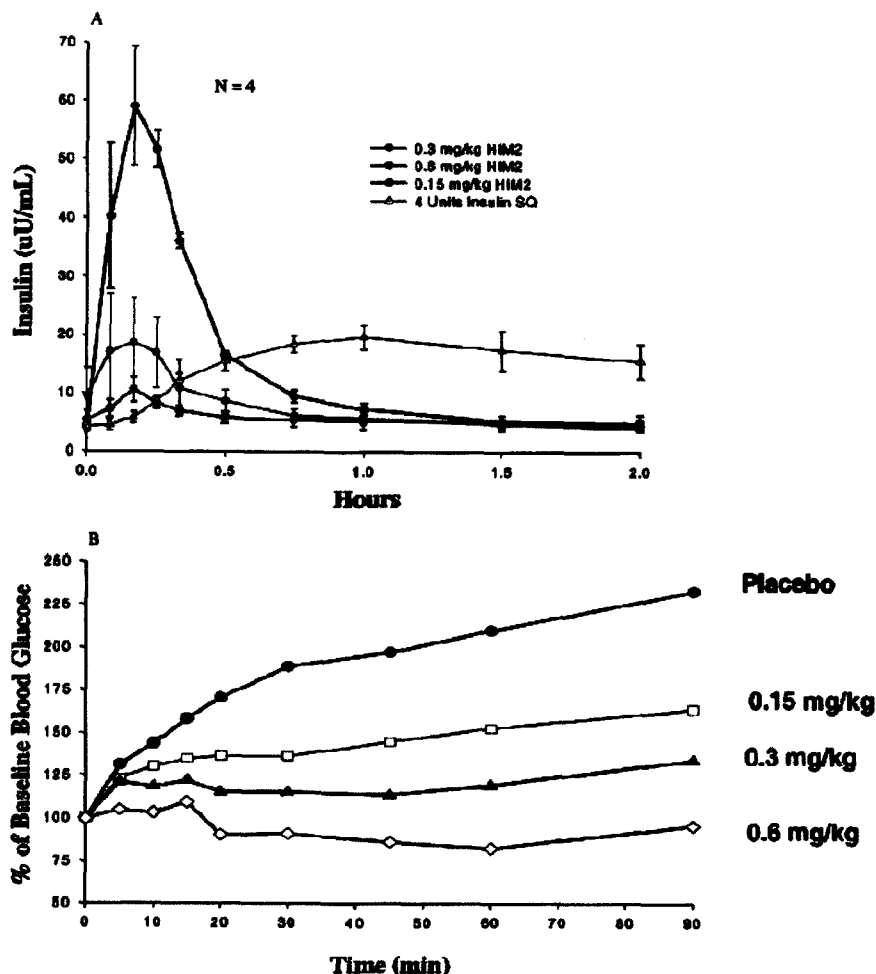 A
70
60
50
40
30
20
10
0
Insulin (uU/mL)
N = 4
0.3 mg/kg HIM2
0.6 mg/kg HIM2
0.15 mg/kg HIM2
4 Units Insulin SQ
0.0 0.5 1.0 1.5 2.0
Hours
B
250
225
200
175
150
125
100
75
50
% of Baseline Blood Glucose
Placebo
0.15 mg/kg
0.3 mg/kg
0.6 mg/kg
0 10 20 30 40 50 60 70 80 90
Time (min)